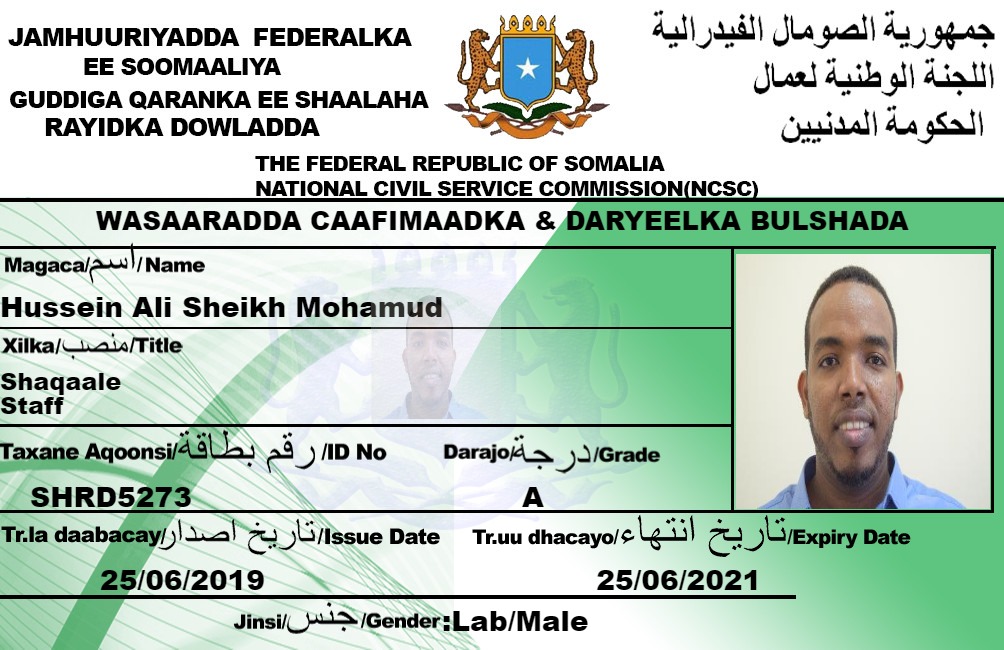 JAMHUURIYADDA FEDERALKA
EE SOOMAALIYA
GUDDIGA QARANKA EE SHAALAHA
RAYIDKA DOWLADDA
جمهورية الصومال الفيدرالية
اللجنة الوطنية لعمال
الحكومة المدنيين
THE FEDERAL REPUBLIC OF SOMALIA
NATIONAL CIVIL SERVICE COMMISSION(NCSC)
WASAARADDA CAAFIMAADKA & DARYEELKA BULSHADA
Magaca/اسم/Name
Hussein Ali Sheikh Mohamud
Xilka/منصب/Title
Shaqaale
Staff
Taxane Aqoonsi/رقم بطاقة/ID No
SHRD5273
Darajo/درجة/Grade
A
Tr.la daabacay/تاريخ اصدار/Issue Date
25/06/2019
Tr.uu dhacayo/تاريخ انتهاء/Expiry Date
25/06/2021
Jinsi/جنس/Gender:Lab/Male